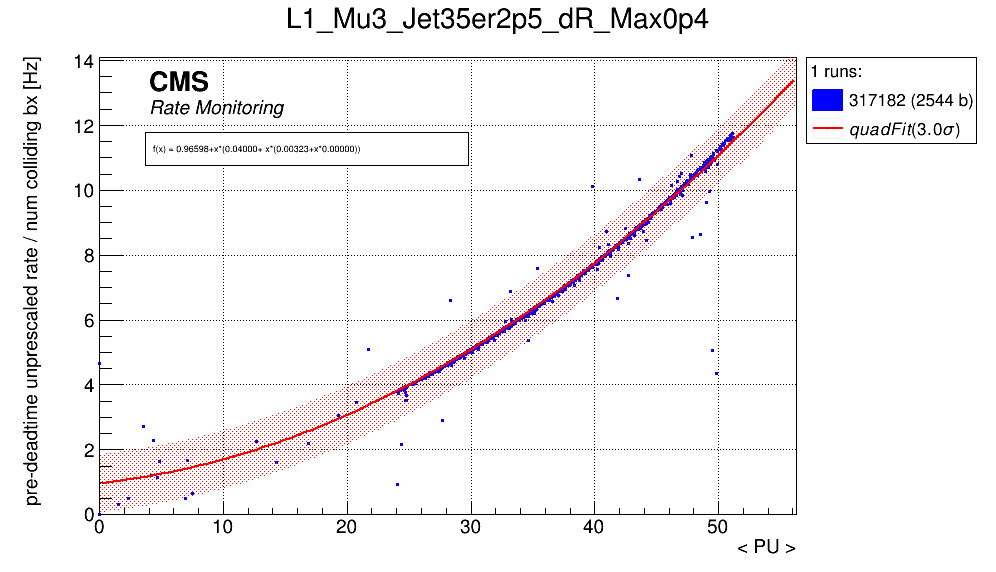 L1_Mu3_Jet35er2p5_dR_Max0p4
pre-deadtime unprescaled rate / num colliding bx [Hz]
CMS
Rate Monitoring
f(x) = 0.96598+x*(0.04000+ x*(0.00323+x*0.00000))
1 runs:
317182 (2544 b)
quadFit(3.0σ)
14
12
10
8
6
4
2
0
0 10 20 30 40 50
< PU >